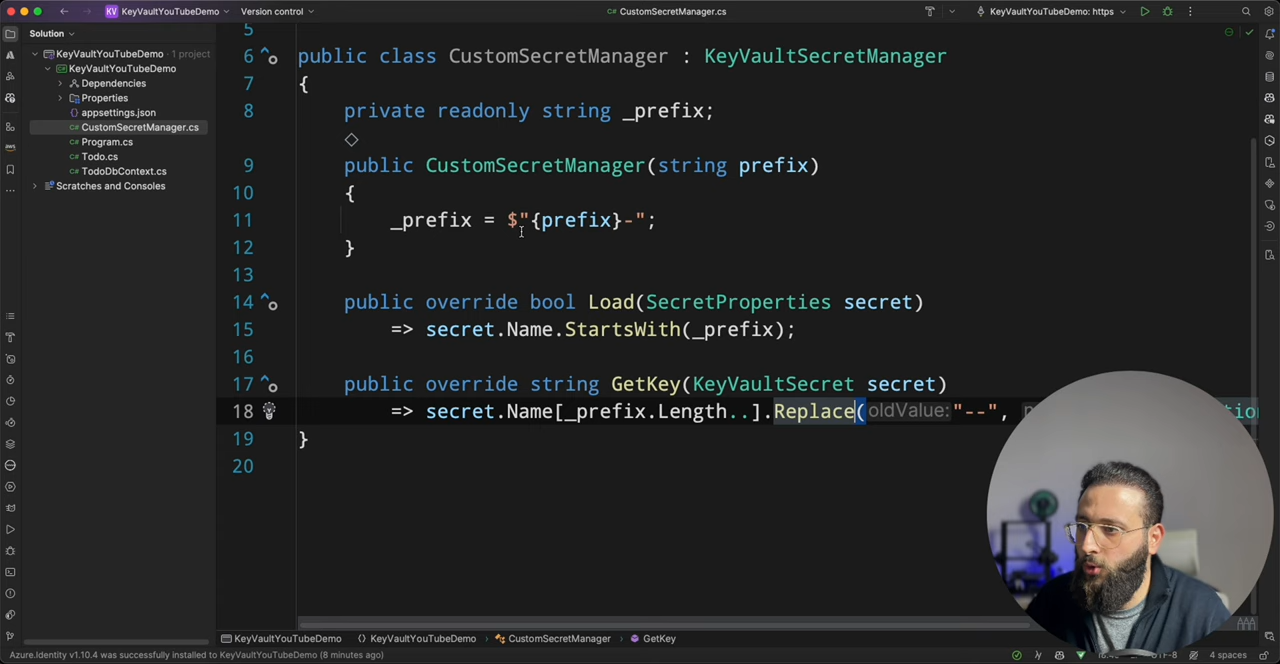 KV KeyVaultYouTubeDemo
Version control
CustomSecretManager.cs
KeyVaultYouTubeDemo: https
Solution
KeyVaultYouTubeDemo · 1 project
KeyVaultYouTubeDemo
Dependencies
Properties
appsettings.json
C# CustomSecretManager.cs
C# Program.cs
C# Todo.cs
C# TodoDbContext.cs
Scratches and Consoles
aws
5
6 public class CustomSecretManager : KeyVaultSecretManager
7 {
8 private readonly string _prefix;
9 public CustomSecretManager(string prefix)
10 {
11 _prefix = $"{prefix}-";
12 }
13
14 public override bool Load(SecretProperties secret)
15 => secret.Name.StartsWith(_prefix);
16
17 public override string GetKey(KeyVaultSecret secret)
18 => secret.Name[_prefix.Length..].Replace(oldValue: "--",
19 }
20
KeyVaultYouTubeDemo
KeyVaultYouTubeDemo
CustomSecretManager
GetKey
Azure.Identity v1.10.4 was successfully installed to KeyVaultYouTubeDemo (8 minutes ago)
4 spaces